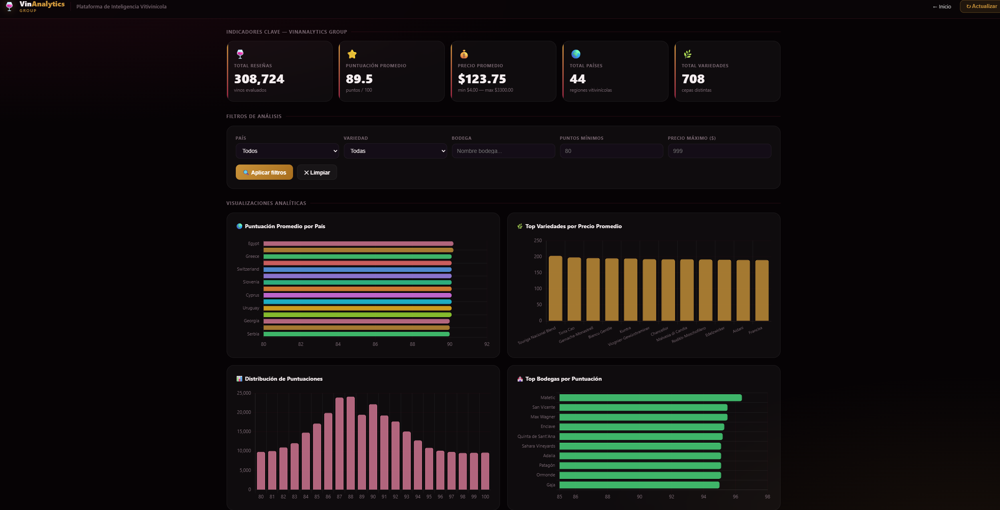 VinAnalytics
GROUP
Plataforma de Inteligencia Vitivinícola
← Inicio
↻ Actualizar
INDICADORES CLAVE — VINANALYTICS GROUP
TOTAL RESEÑAS
308,724
vinos evaluados
PUNTUACIÓN PROMEDIO
89.5
puntos / 100
PRECIO PROMEDIO
$123.75
min $4.00 — max $3300.00
TOTAL PAÍSES
44
regiones vitivinícolas
TOTAL VARIEDADES
708
cepas distintas
FILTROS DE ANÁLISIS
PAÍS
Todos
VARIEDAD
Todas
BODEGA
Nombre bodega...
PUNTOS MÍNIMOS
80
PRECIO MÁXIMO ($)
999
Aplicar filtros
✕ Limpiar
VISUALIZACIONES ANALÍTICAS
Puntuación Promedio por País
Egypt
Greece
Switzerland
Slovenia
Cyprus
Uruguay
Georgia
Serbia
80 82 84 86 88 90 92
Top Variedades por Precio Promedio
250
200
150
100
50
0
Touriga Nacional Blend
Tinta Cao
Garnacha-Monastrell
Biancu Gentile
Kuntra
Viognier-Gewürztraminer
Chancellor
Malvasia di Candia
Roditis-Moschofilero
Edelzwicker
Aidani
Francisa
Distribución de Puntuaciones
25,000
20,000
15,000
10,000
5,000
0
80 81 82 83 84 85 86 87 88 89 90 91 92 93 94 95 96 97 98 99 100
Top Bodegas por Puntuación
Matetic
San Vicente
Max Wagner
Enclave
Quinta de Sant'Ana
Sahara Vineyards
Adalia
Patagón
Ormonde
Gaja
85 86 88 90 92 94 96 98